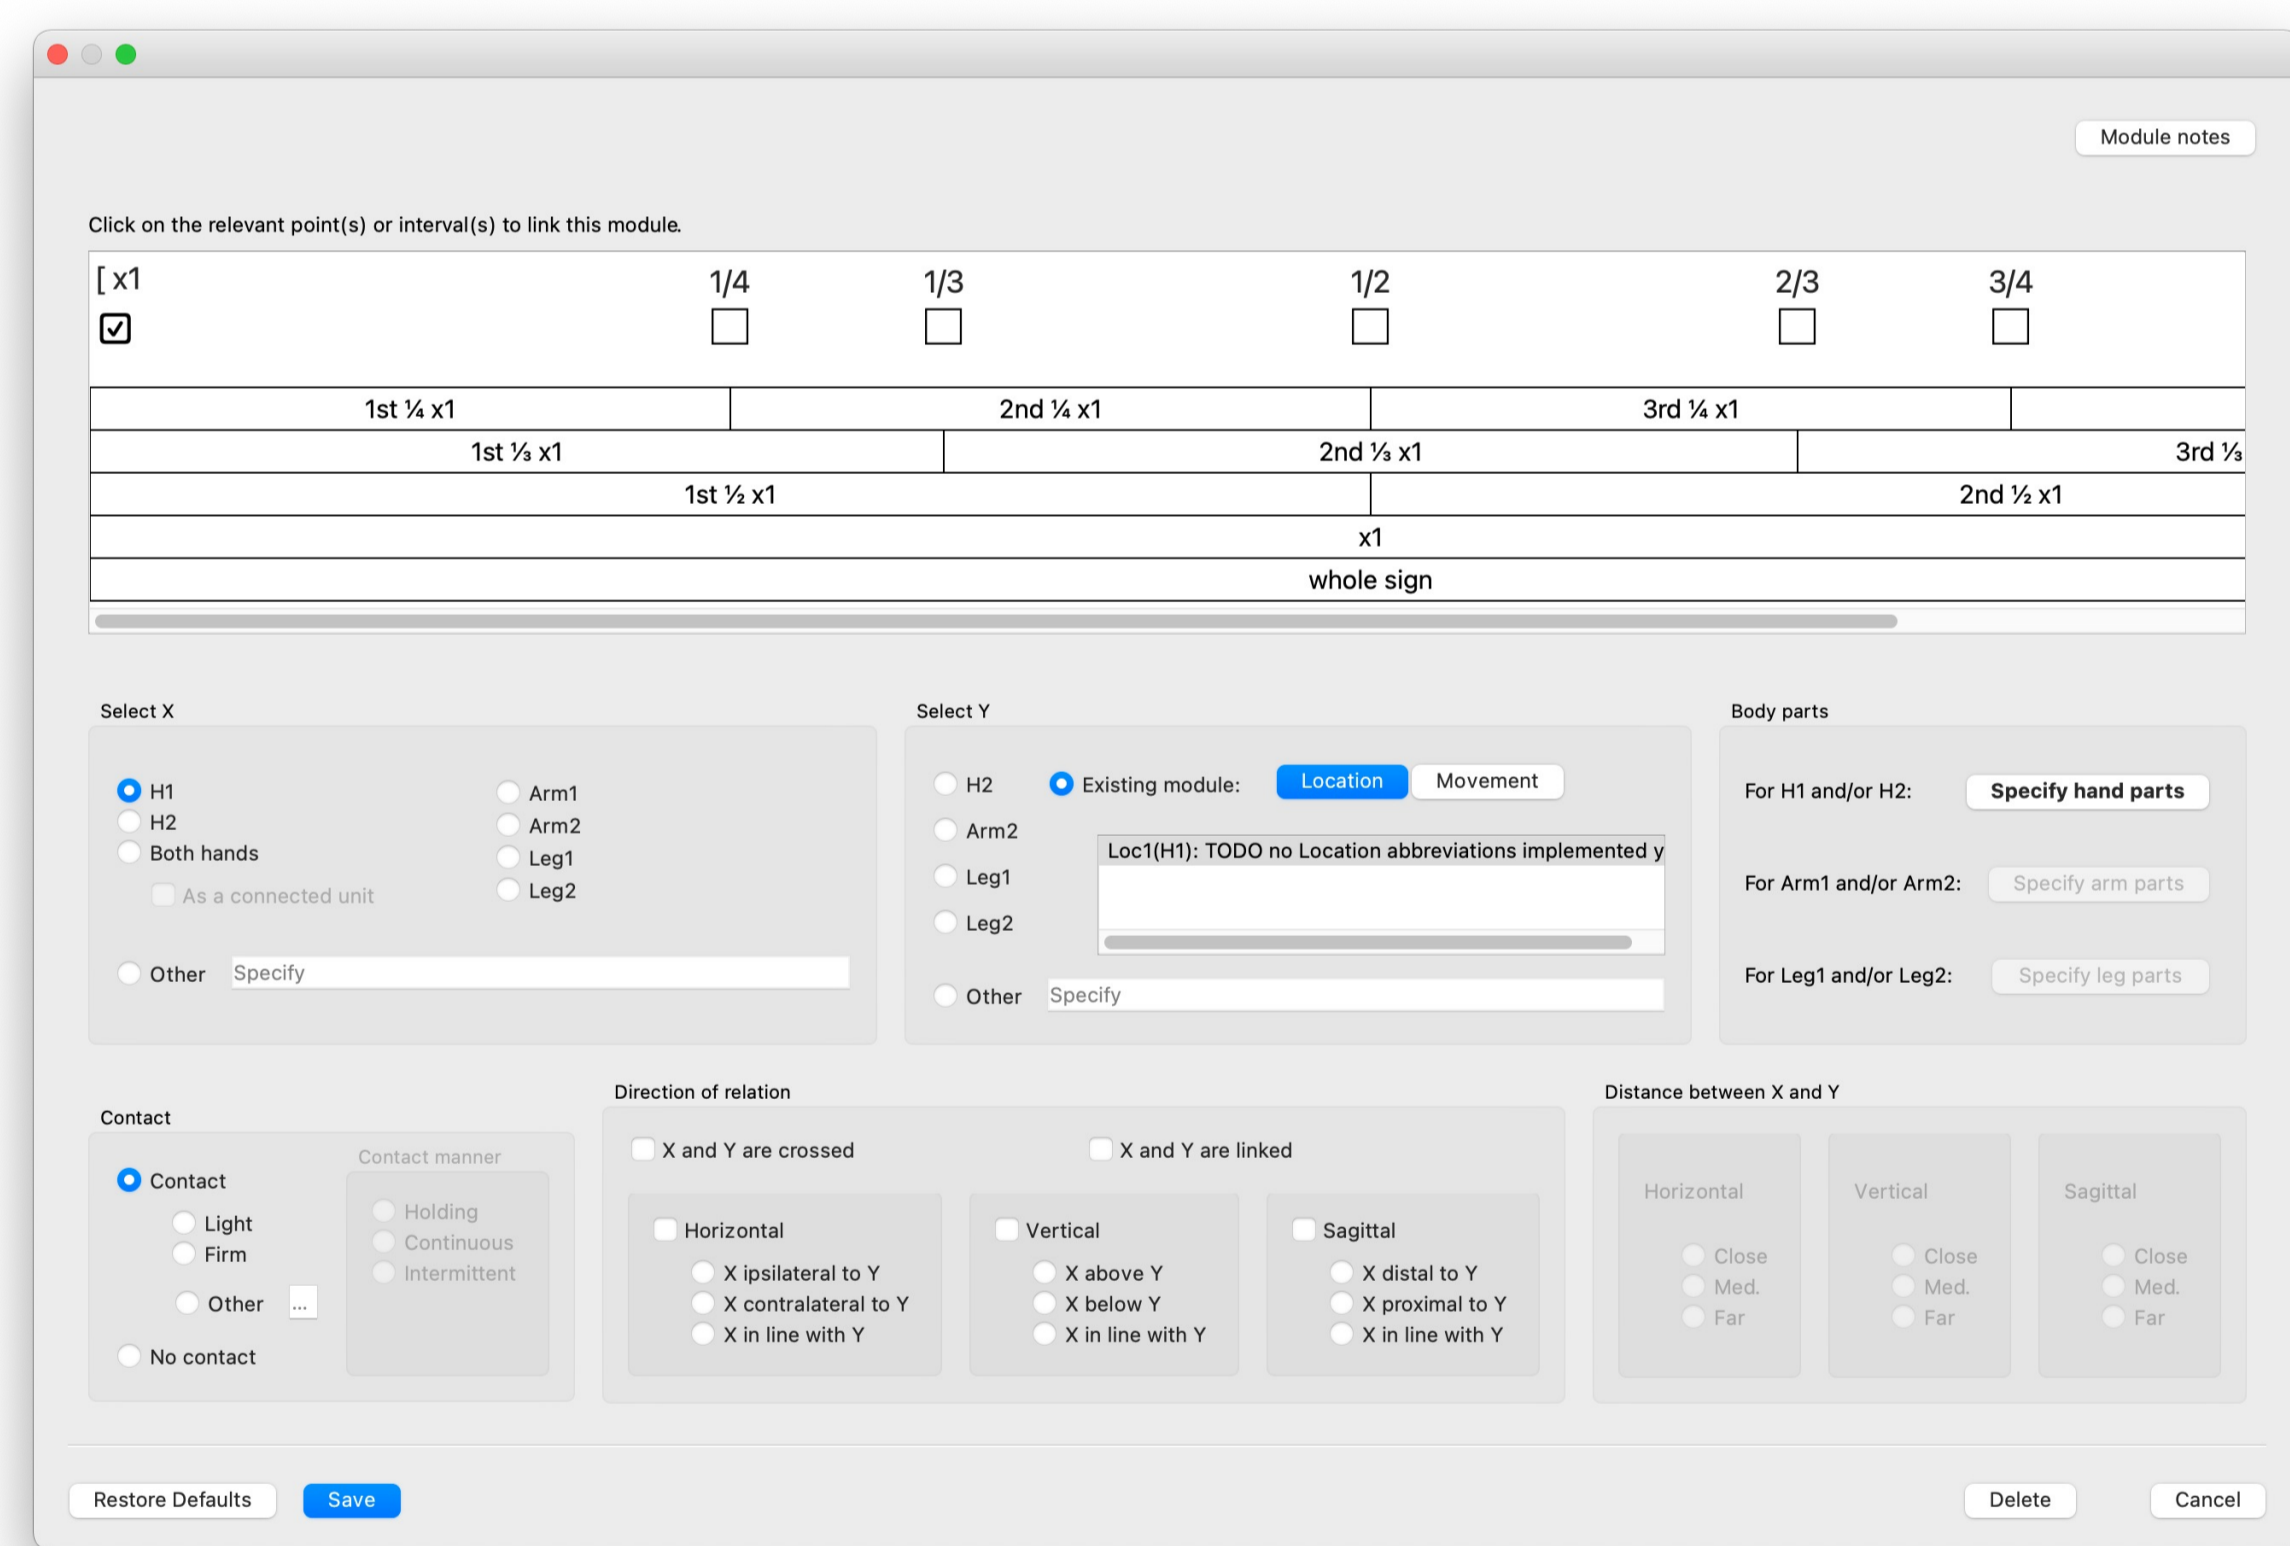 Module notes
Click on the relevant point(s) or interval(s) to link this module.
[ x1 1/4 1/3 1/2 2/3 3/4
1st ¼ x1 2nd ¼ x1 3rd ¼ x1
1st ⅓ x1 2nd ⅓ x1 3rd ⅓
1st ½ x1 2nd ½ x1
x1
whole sign
Select X
H1
H2
Both hands
As a connected unit
Arm1
Arm2
Leg1
Leg2
Other Specify
Select Y
H2
Arm2
Leg1
Leg2
Existing module: Location Movement
Loc1(H1): TODO no Location abbreviations implemented y
Other Specify
Body parts
For H1 and/or H2: Specify hand parts
For Arm1 and/or Arm2: Specify arm parts
For Leg1 and/or Leg2: Specify leg parts
Contact
Contact
Light
Firm
Other ...
No contact
Contact manner
Holding
Continuous
Intermittent
Direction of relation
X and Y are crossed X and Y are linked
Horizontal
X ipsilateral to Y
X contralateral to Y
X in line with Y
Vertical
X above Y
X below Y
X in line with Y
Sagittal
X distal to Y
X proximal to Y
X in line with Y
Distance between X and Y
Horizontal
Close
Med.
Far
Vertical
Close
Med.
Far
Sagittal
Close
Med.
Far
Restore Defaults Save Delete Cancel